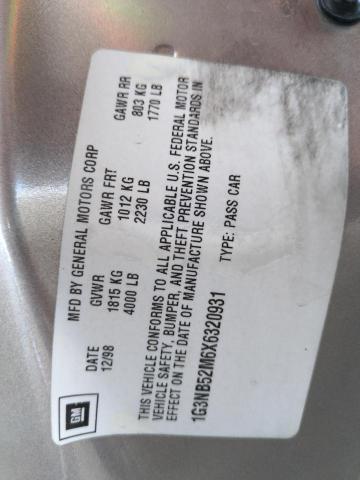 MFD BY GENERAL MOTORS CORP
DATE GVWR GAWR FRT GAWR RR
12/98 1815 KG 1012 KG 803 KG
4000 LB 2230 LB 1770 LB
THIS VEHICLE CONFORMS TO ALL APPLICABLE U.S. FEDERAL MOTOR
VEHICLE SAFETY, BUMPER, AND THEFT PREVENTION STANDARDS IN
EFFECT ON THE DATE OF MANUFACTURE SHOWN ABOVE.
1G3NB52M6X6320931 TYPE: PASS CAR
GM